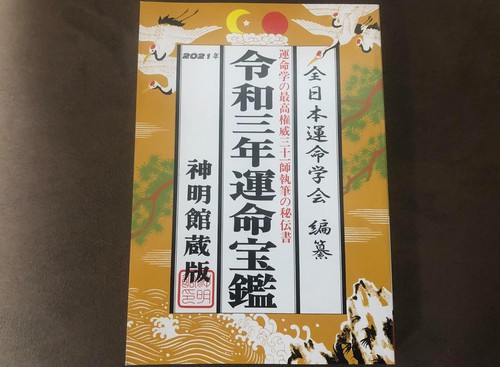 全日本運命学会 編纂
運命学の最高権威三十一師執筆の秘伝書
令和三年運命宝鑑
2021年
神明館蔵版